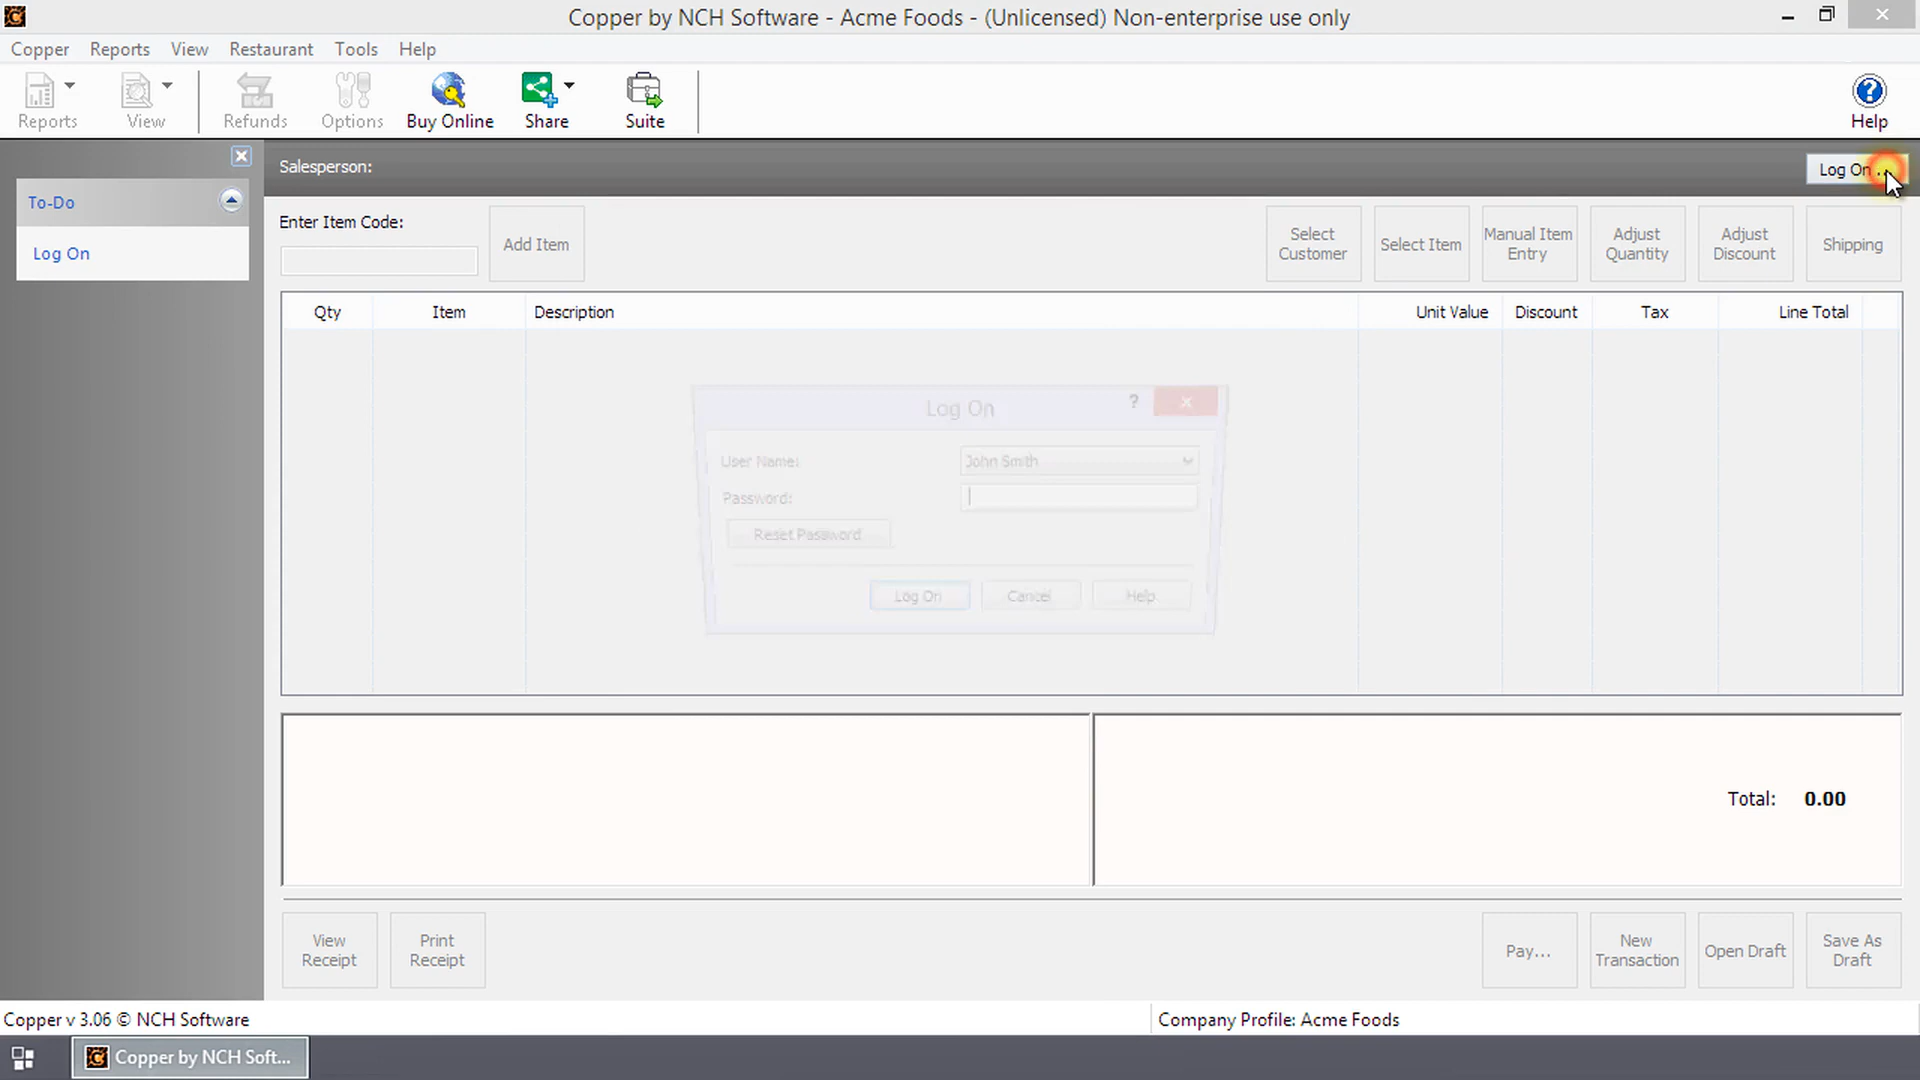 Copper by NCH Software - Acme Foods - (Unlicensed) Non-enterprise use only
Copper Reports View Restaurant Tools Help
Reports View Refunds Options Buy Online Share Suite Help
Salesperson: Log On ...
To-Do
Log On
Enter Item Code:
Add Item
Select Customer
Select Item
Manual Item Entry
Adjust Quantity
Adjust Discount
Shipping
Qty Item Description Unit Value Discount Tax Line Total
Log On ?
User Name: John Smith
Password:
Reset Password
Log On Cancel Help
Total: 0.00
View Receipt
Print Receipt
Pay...
New Transaction
Open Draft
Save As Draft
Copper v 3.06 © NCH Software
Company Profile: Acme Foods
Copper by NCH Soft...